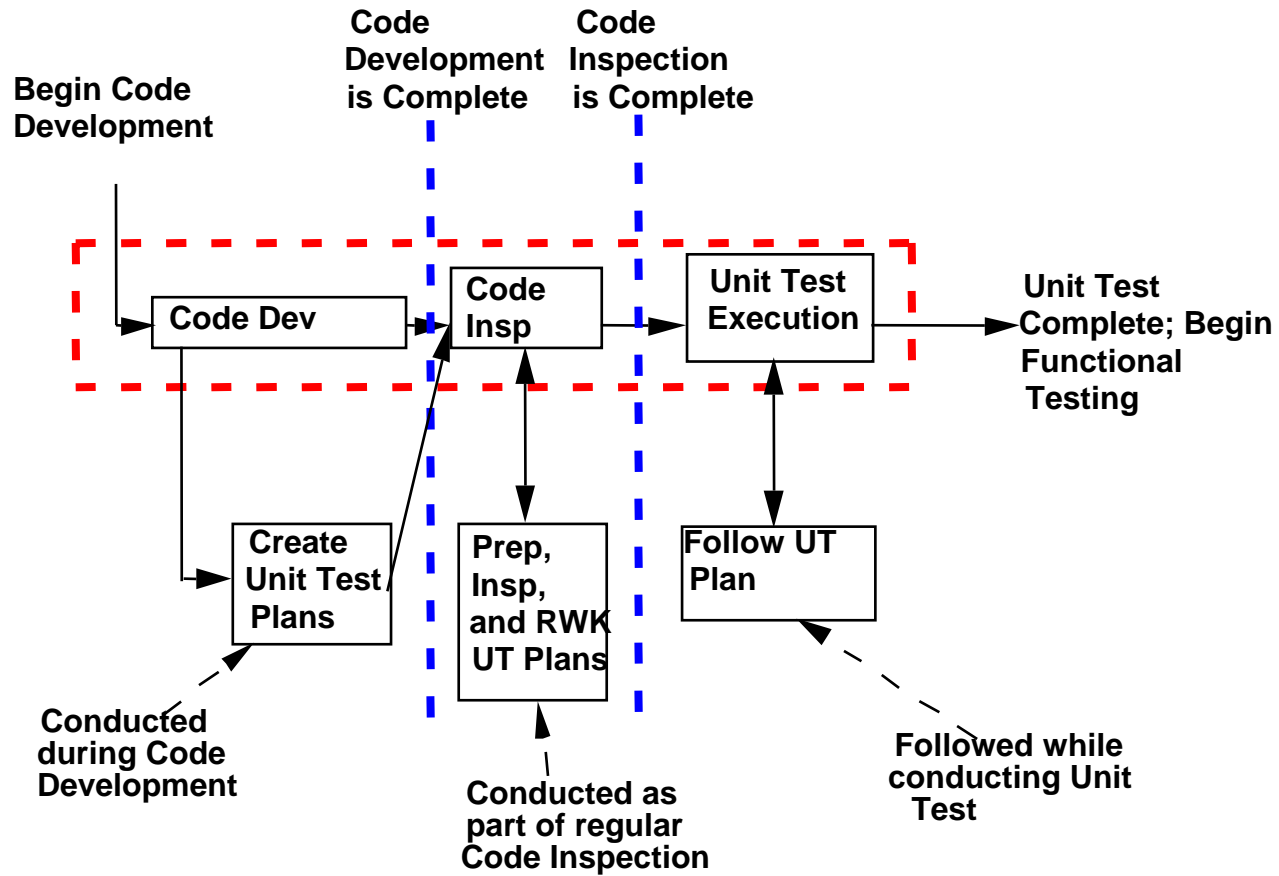 Code
Development
is Complete
Code
Inspection
is Complete
Begin Code
Development
Code Dev
Code
Insp
Unit Test
Execution
Unit Test
Complete; Begin
Functional
Testing
Create
Unit Test
Plans
Prep,
Insp,
and RWK
UT Plans
Follow UT
Plan
Conducted
during Code
Development
Conducted as
part of regular
Code Inspection
Followed while
conducting Unit
Test